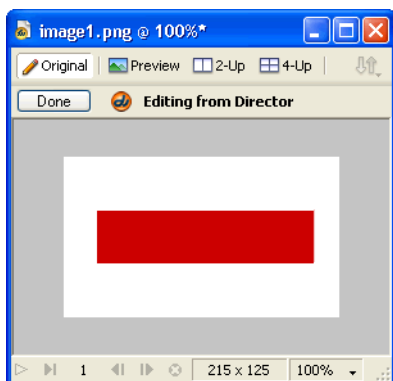 image1.png @ 100%*
Original Preview 2-Up 4-Up
Done Editing from Director
1 215 x 125 100%